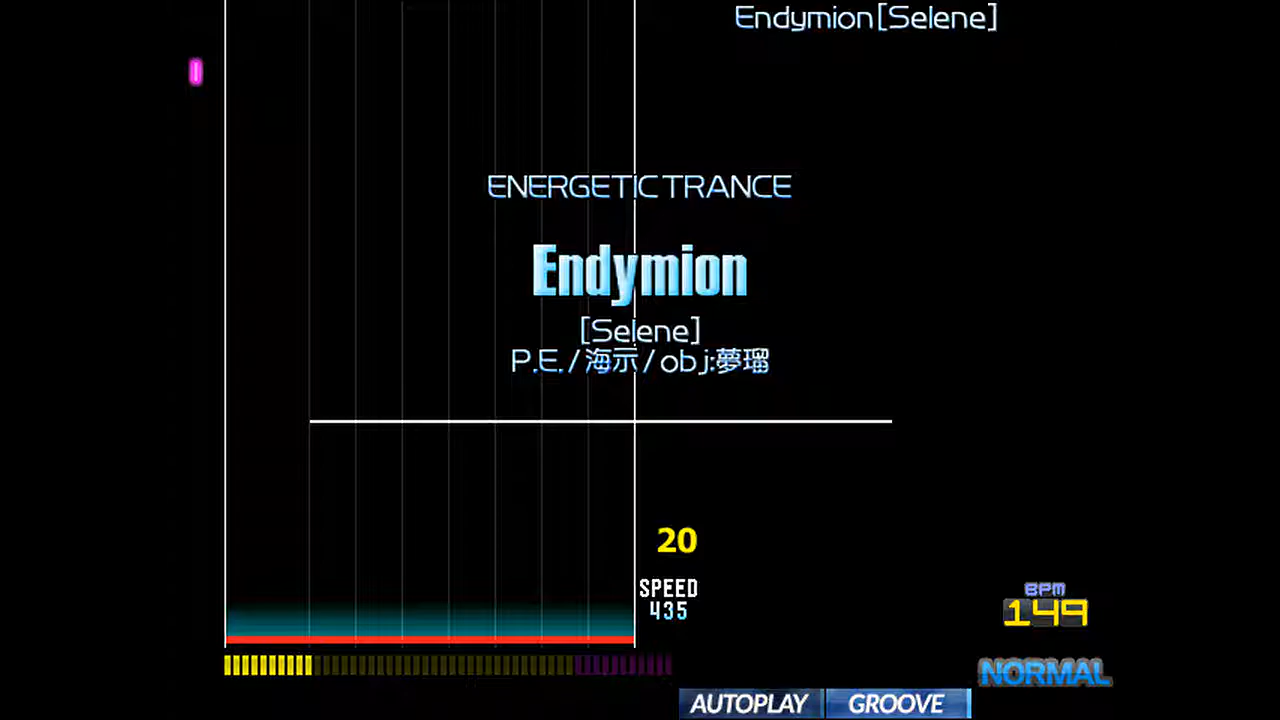 Endymion[Selene]
ENERGETIC TRANCE
Endymion
[Selene]
P.E./海示/obj:夢瑠
20
SPEED
435
BPM
149
NORMAL
AUTOPLAY
GROOVE